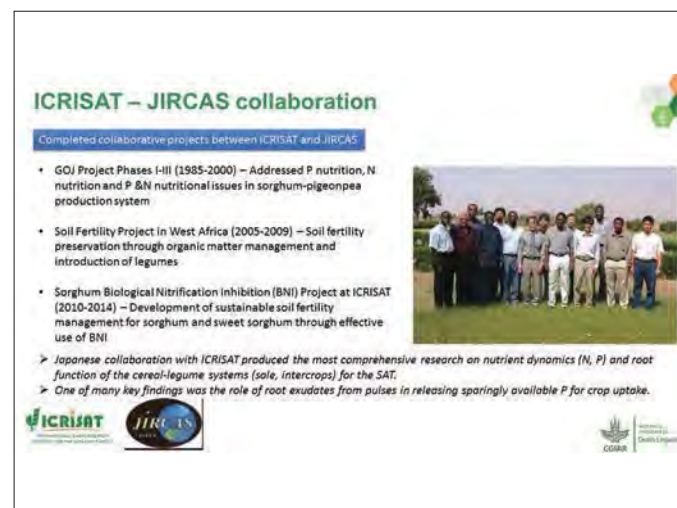 ICRISAT – JIRCAS collaboration
Completed collaborative projects between ICRISAT and JIRCAS
• GOJ Project Phases I-III (1985-2000) – Addressed P nutrition, N
nutrition and P &N nutritional issues in sorghum-pigeonpea
production system
• Soil Fertility Project in West Africa (2005-2009) – Soil fertility
preservation through organic matter management and
introduction of legumes
• Sorghum Biological Nitrification Inhibition (BNI) Project at ICRISAT
(2010-2014) – Development of sustainable soil fertility
management for sorghum and sweet sorghum through effective
use of BNI
➢ Japanese collaboration with ICRISAT produced the most comprehensive research on nutrient dynamics (N, P) and root
function of the cereal-legume systems (sole, intercrops) for the SAT.
➢ One of many key findings was the role of root exudates from pulses in releasing sparingly available P for crop uptake.
ICRISAT
JIRCAS
CGIAR